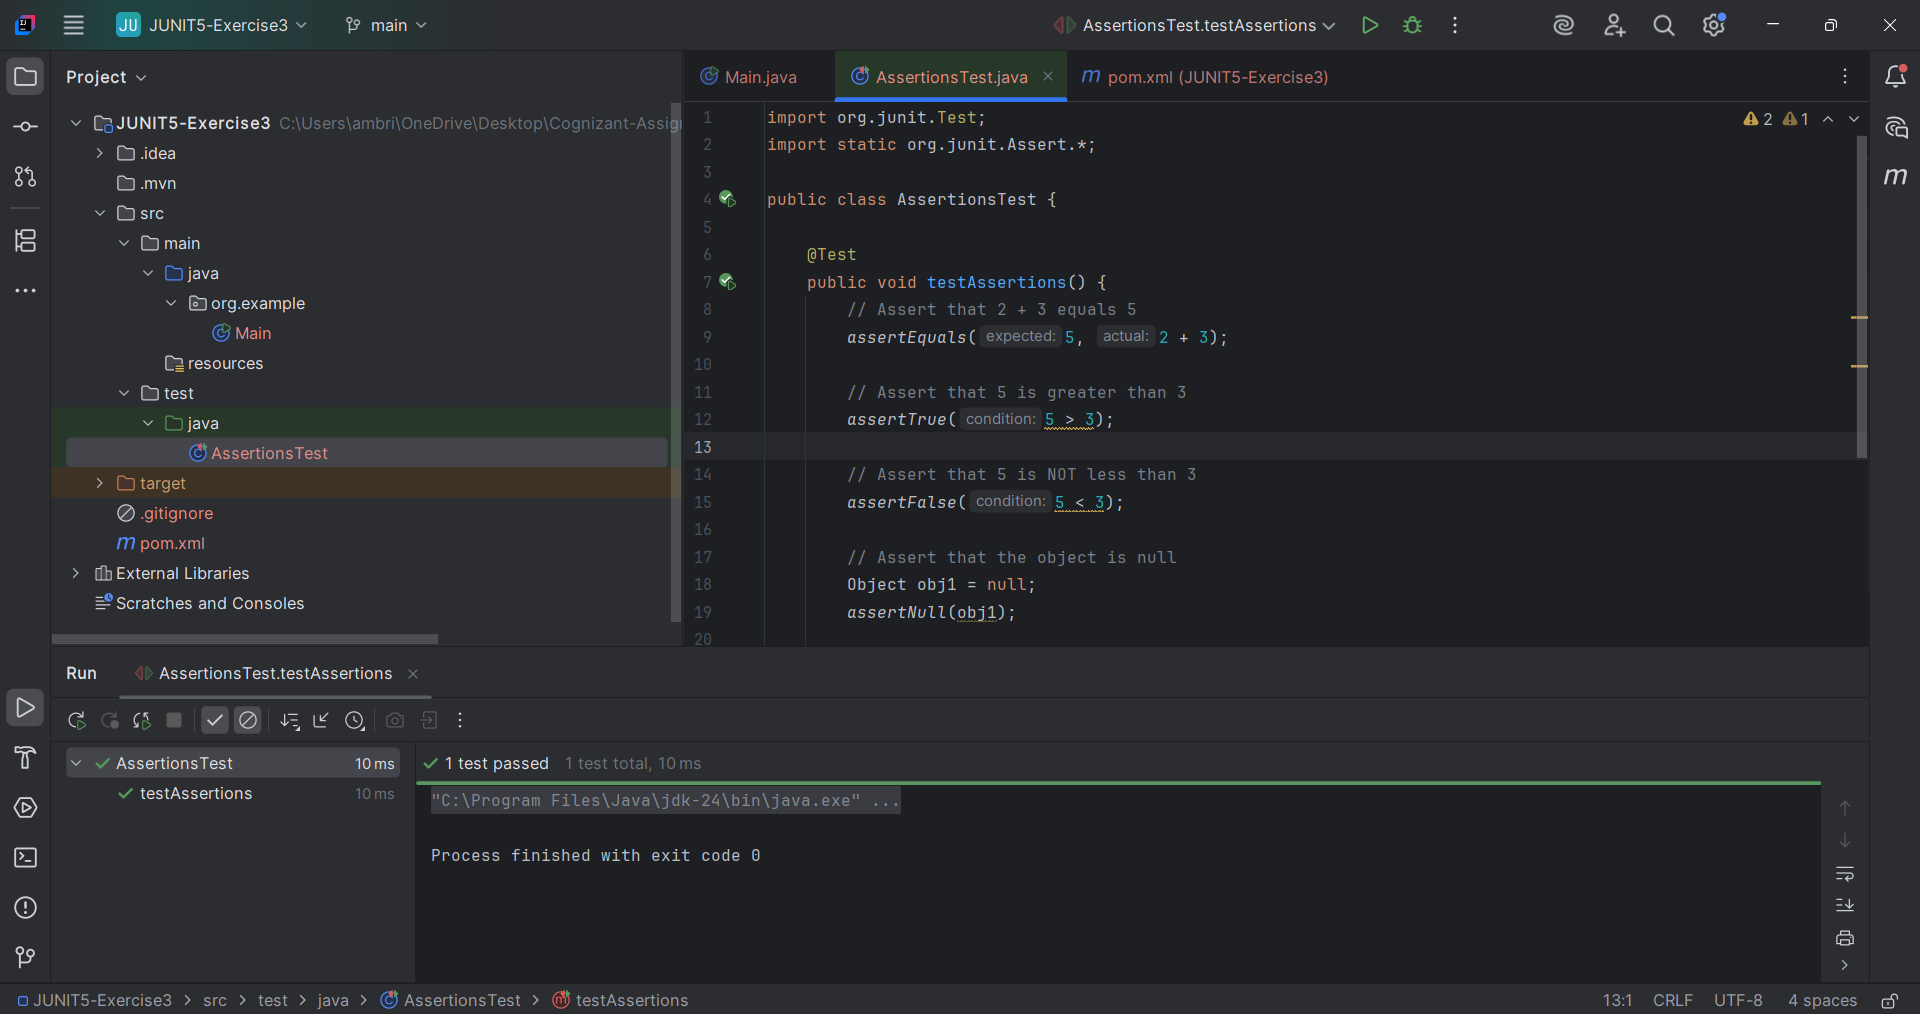 JU JUNIT5-Exercise3 main AssertionsTest.testAssertions
Project
JUNIT5-Exercise3 C:\Users\ambri\OneDrive\Desktop\Cognizant-Assig
.idea
.mvn
src
main
java
org.example
Main
resources
test
java
AssertionsTest
target
.gitignore
pom.xml
External Libraries
Scratches and Consoles
Main.java AssertionsTest.java pom.xml (JUNIT5-Exercise3)
2 1
1 import org.junit.Test;
2 import static org.junit.Assert.*;
3
4 public class AssertionsTest {
5
6 @Test
7 public void testAssertions() {
8 // Assert that 2 + 3 equals 5
9 assertEquals( expected: 5, actual: 2 + 3);
10
11 // Assert that 5 is greater than 3
12 assertTrue( condition: 5 > 3);
13
14 // Assert that 5 is NOT less than 3
15 assertFalse( condition: 5 < 3);
16
17 // Assert that the object is null
18 Object obj1 = null;
19 assertNull(obj1);
20
Run AssertionsTest.testAssertions
AssertionsTest 10 ms
testAssertions 10 ms
1 test passed 1 test total, 10 ms
"C:\Program Files\Java\jdk-24\bin\java.exe" ...
Process finished with exit code 0
JUNIT5-Exercise3 > src > test > java > AssertionsTest > testAssertions
13:1 CRLF UTF-8 4 spaces